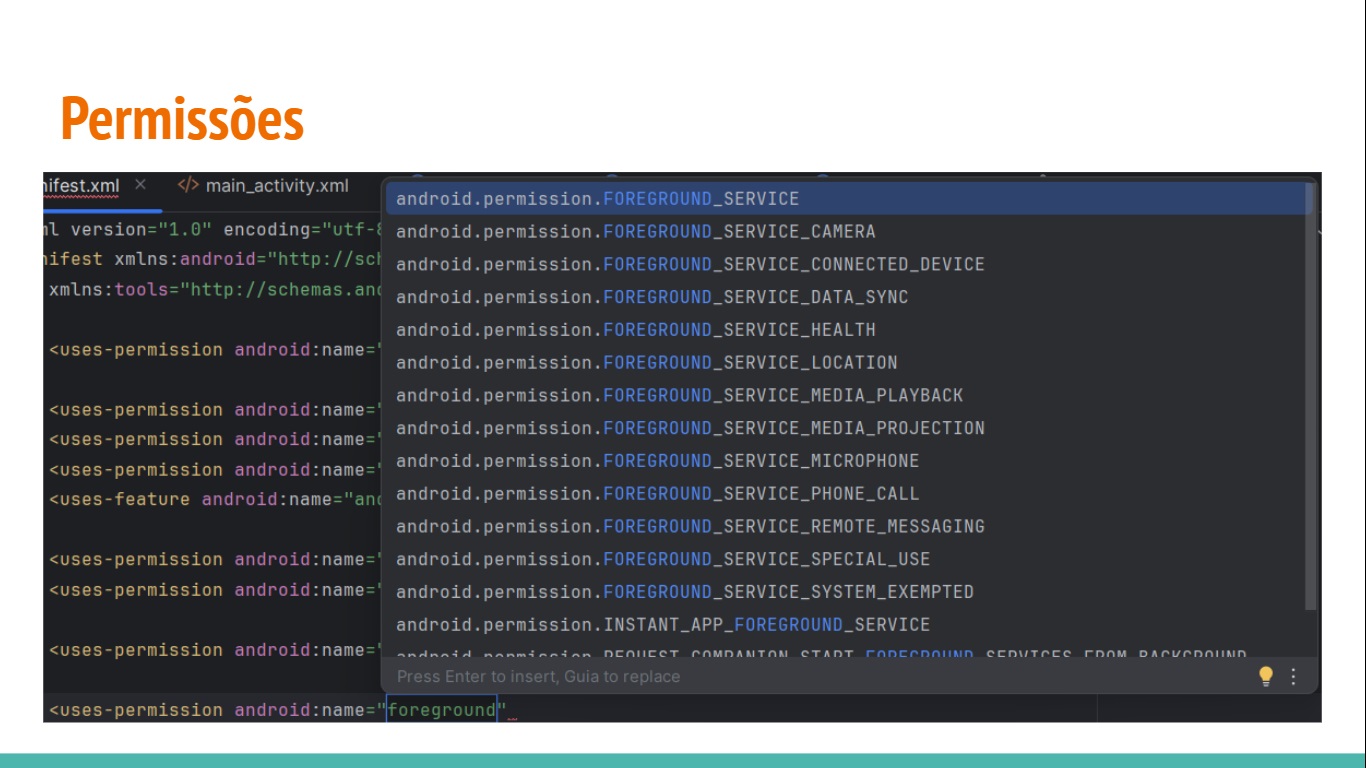 Permissões
ifest.xml × </> main_activity.xml
version="1.0" encoding="utf-8
nifest xmlns:android="http://sch
xmlns:tools="http://schemas.and
<uses-permission android:name="
<uses-permission android:name="
<uses-permission android:name="
<uses-permission android:name="
<uses-feature android:name="and
<uses-permission android:name="
<uses-permission android:name="
<uses-permission android:name="
<uses-permission android:name="foreground"
android.permission.FOREGROUND_SERVICE
android.permission.FOREGROUND_SERVICE_CAMERA
android.permission.FOREGROUND_SERVICE_CONNECTED_DEVICE
android.permission.FOREGROUND_SERVICE_DATA_SYNC
android.permission.FOREGROUND_SERVICE_HEALTH
android.permission.FOREGROUND_SERVICE_LOCATION
android.permission.FOREGROUND_SERVICE_MEDIA_PLAYBACK
android.permission.FOREGROUND_SERVICE_MEDIA_PROJECTION
android.permission.FOREGROUND_SERVICE_MICROPHONE
android.permission.FOREGROUND_SERVICE_PHONE_CALL
android.permission.FOREGROUND_SERVICE_REMOTE_MESSAGING
android.permission.FOREGROUND_SERVICE_SPECIAL_USE
android.permission.FOREGROUND_SERVICE_SYSTEM_EXEMPTED
android.permission.INSTANT_APP_FOREGROUND_SERVICE
android.permission.REQUEST_COMPANION_START_FOREGROUND_SERVICES_FROM_BACKGROUND
Press Enter to insert, Guia to replace